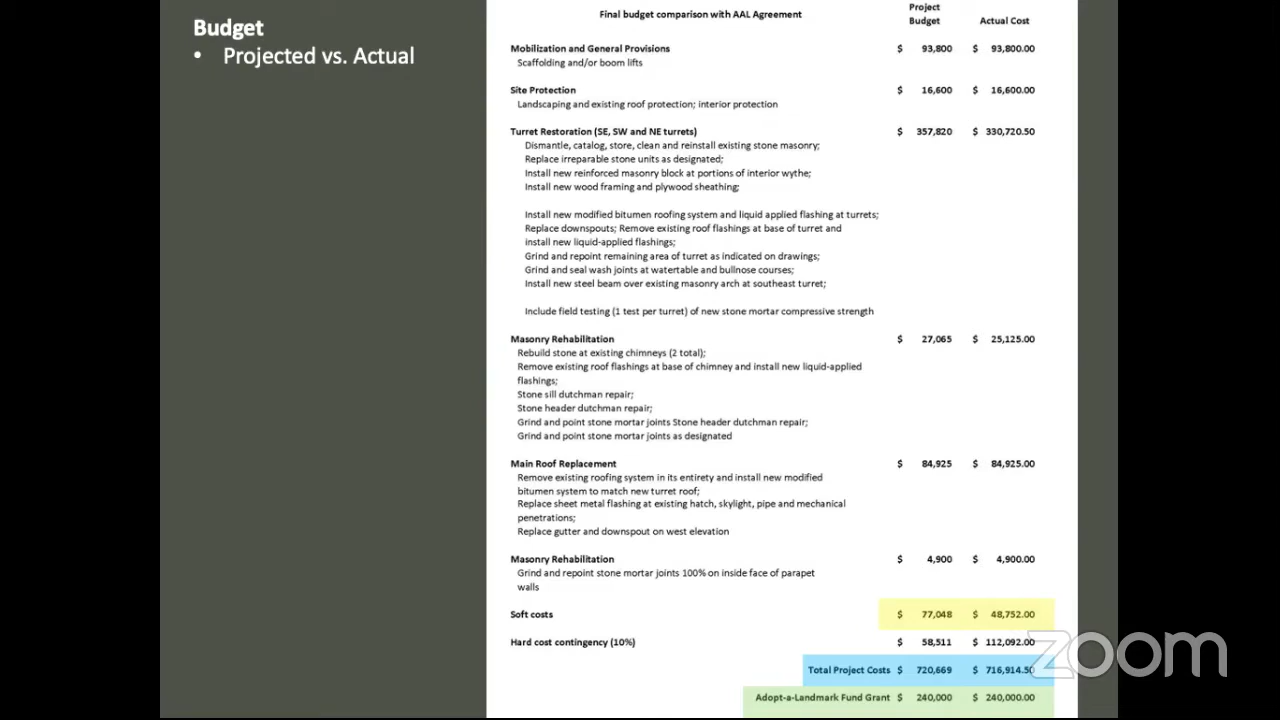 Budget
• Projected vs. Actual
Final budget comparison with AAL Agreement
Project Budget
Actual Cost
Mobilization and General Provisions $ 93,800 $ 93,800.00
Scaffolding and/or boom lifts
Site Protection $ 16,600 $ 16,600.00
Landscaping and existing roof protection; interior protection
Turret Restoration (SE, SW and NE turrets) $ 357,820 $ 330,720.50
Dismantle, catalog, store, clean and reinstall existing stone masonry;
Replace irreparable stone units as designated;
Install new reinforced masonry block at portions of interior wythe;
Install new wood framing and plywood sheathing;
Install new modified bitumen roofing system and liquid applied flashing at turrets;
Replace downspouts; Remove existing roof flashings at base of turret and
install new liquid-applied flashings;
Grind and repoint remaining area of turret as indicated on drawings;
Grind and seal wash joints at watertable and bullnose courses;
Install new steel beam over existing masonry arch at southeast turret;
Include field testing (1 test per turret) of new stone mortar compressive strength
Masonry Rehabilitation $ 27,065 $ 25,125.00
Rebuild stone at existing chimneys (2 total);
Remove existing roof flashings at base of chimney and install new liquid-applied
flashings;
Stone sill dutchman repair;
Stone header dutchman repair;
Grind and point stone mortar joints Stone header dutchman repair;
Grind and point stone mortar joints as designated
Main Roof Replacement $ 84,925 $ 84,925.00
Remove existing roofing system in its entirety and install new modified
bitumen system to match new turret roof;
Replace sheet metal flashing at existing hatch, skylight, pipe and mechanical
penetrations;
Replace gutter and downspout on west elevation
Masonry Rehabilitation $ 4,900 $ 4,900.00
Grind and repoint stone mortar joints 100% on inside face of parapet
walls
Soft costs $ 77,048 $ 48,752.00
Hard cost contingency (10%) $ 58,511 $ 112,092.00
Total Project Costs $ 720,669 $ 716,914.50
Adopt-a-Landmark Fund Grant $ 240,000 $ 240,000.00
zoom